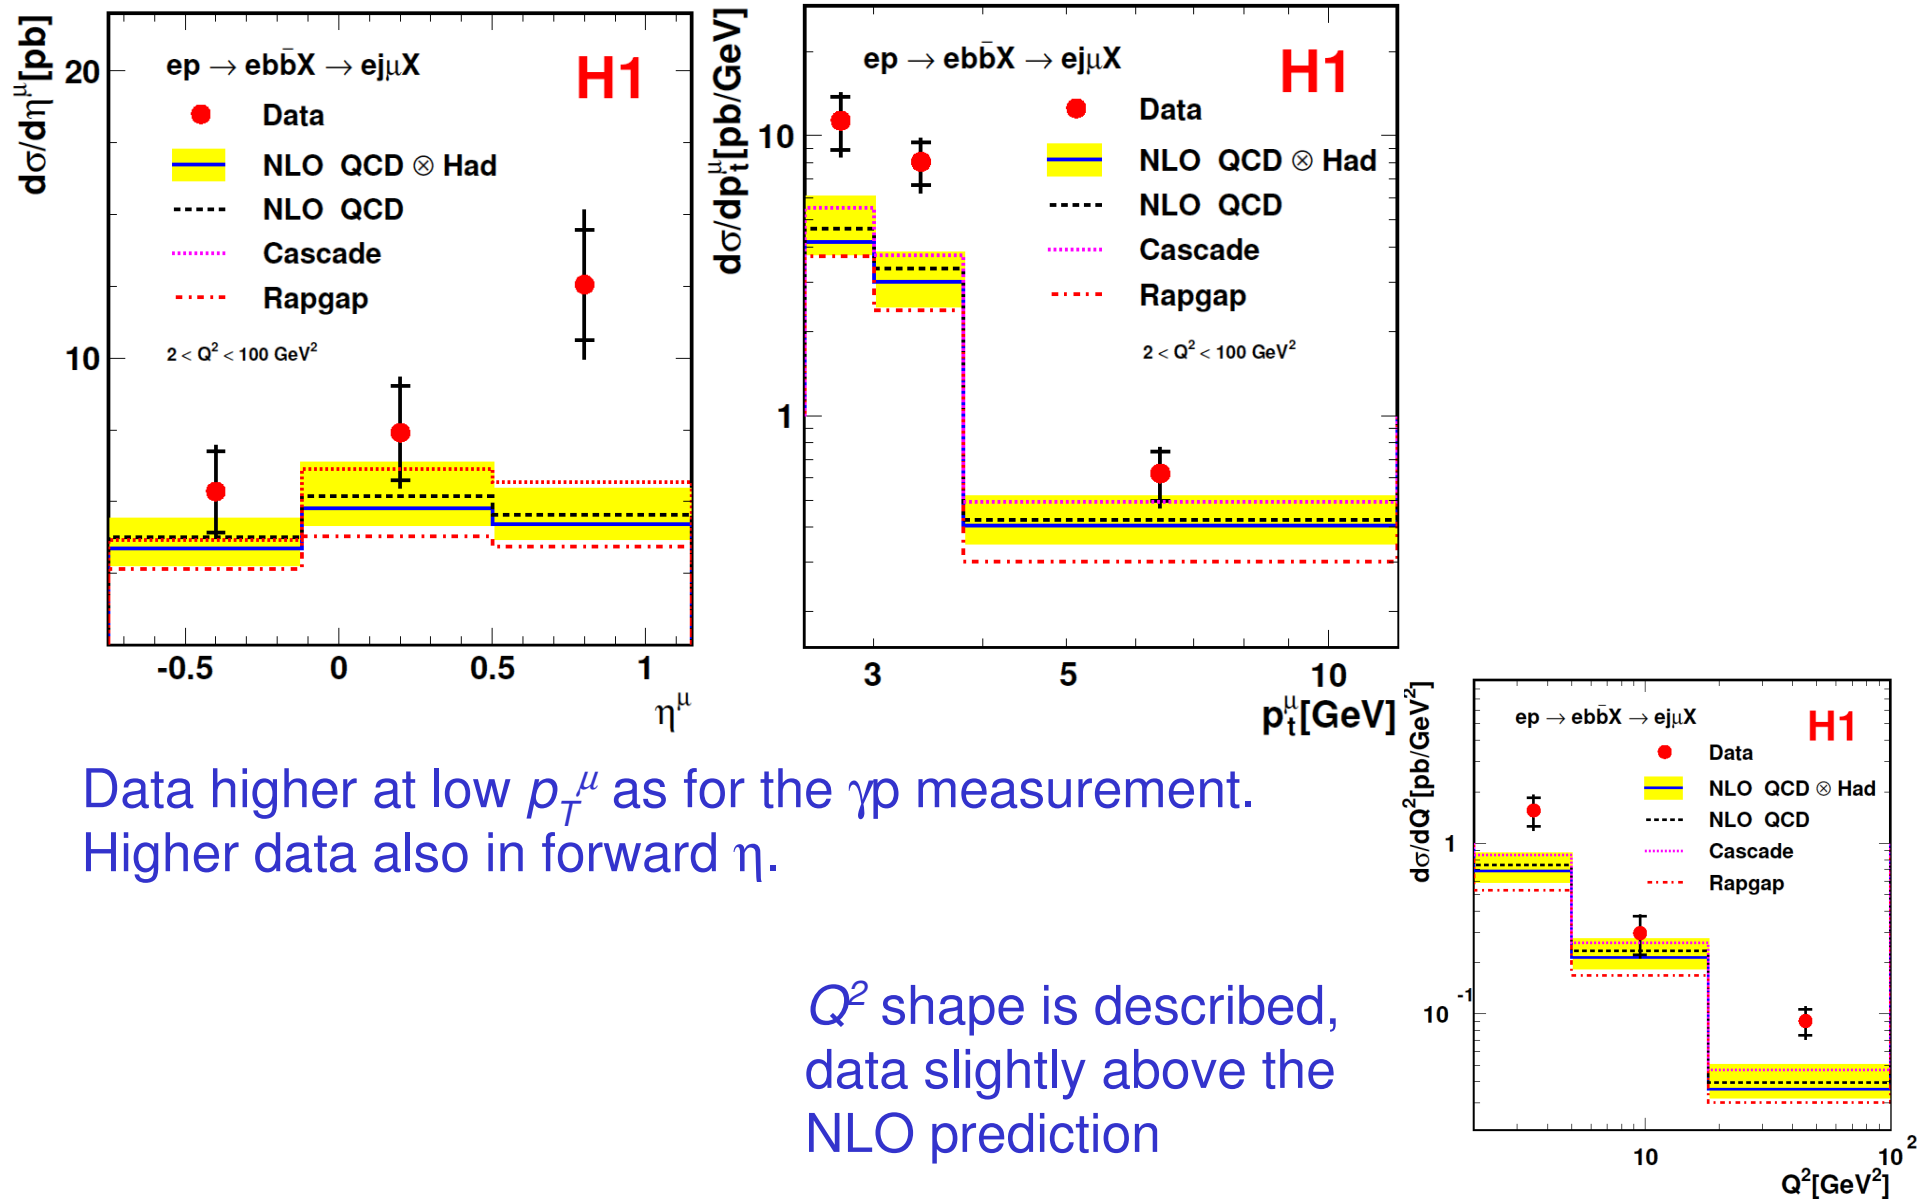 dσ/dη^μ[pb]
20
10
ep → ebb̄X → ejμX
H1
Data
NLO QCD ⊗ Had
NLO QCD
Cascade
Rapgap
2 < Q² < 100 GeV²
-0.5 0 0.5 1
η^μ
dσ/dp_t^μ[pb/GeV]
10
1
ep → ebb̄X → ejμX
H1
Data
NLO QCD ⊗ Had
NLO QCD
Cascade
Rapgap
2 < Q² < 100 GeV²
3 5 10
p_t^μ[GeV]
Data higher at low p_T^μ as for the γp measurement.
Higher data also in forward η.
Q² shape is described,
data slightly above the
NLO prediction
dσ/dQ²[pb/GeV²]
1
10⁻¹
ep → ebb̄X → ejμX
H1
Data
NLO QCD ⊗ Had
NLO QCD
Cascade
Rapgap
10 10²
Q²[GeV²]